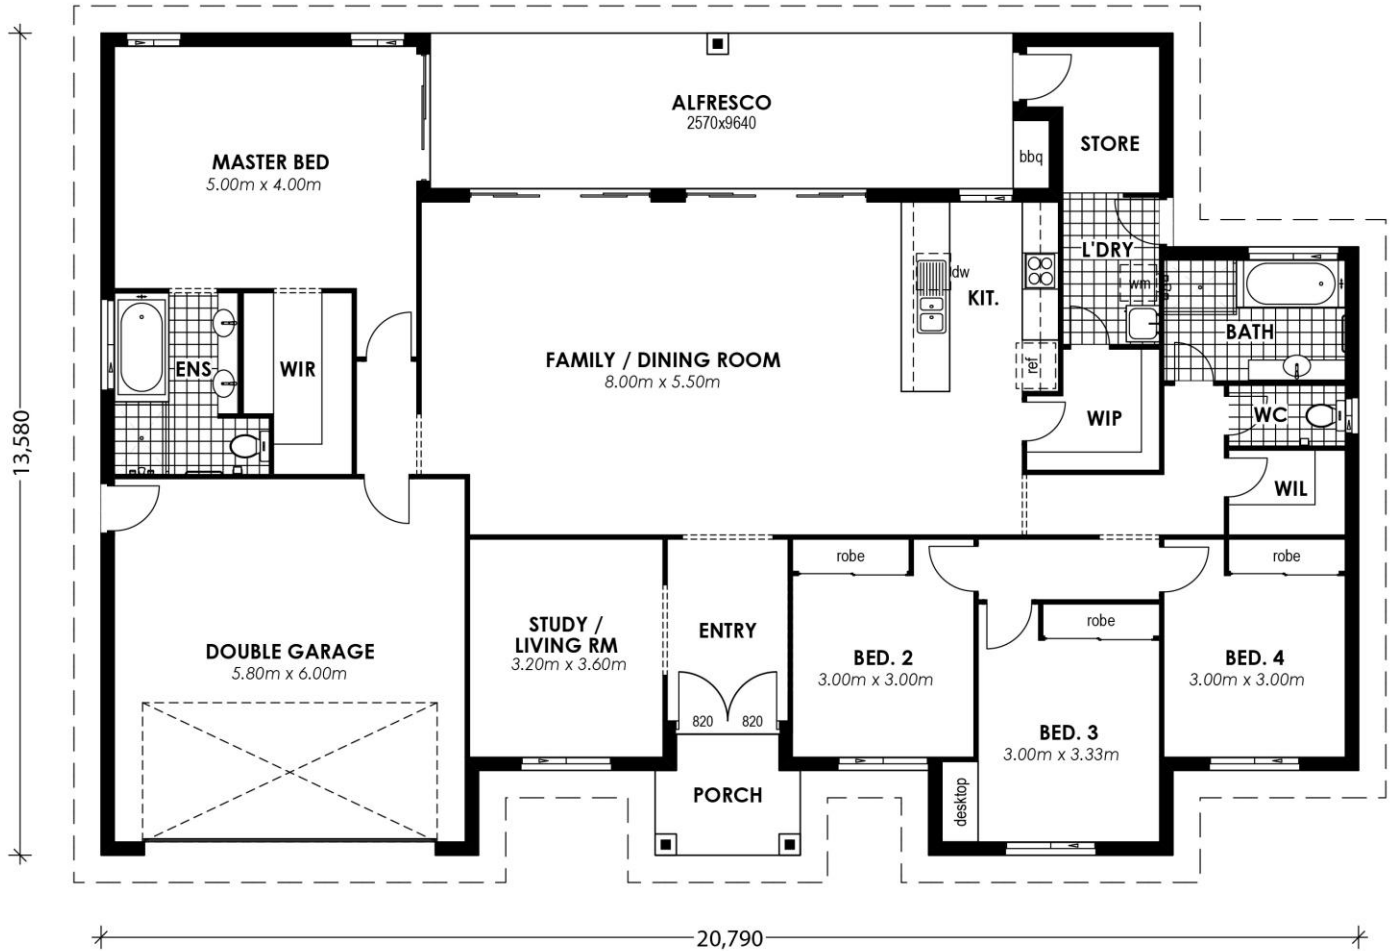 ALFRESCO
2570x9640
MASTER BED
5.00m x 4.00m
bbq
STORE
L'DRY
wm
dw
KIT.
ENS
WIR
FAMILY / DINING ROOM
8.00m x 5.50m
ref
BATH
WIP
WC
WIL
13,580
DOUBLE GARAGE
5.80m x 6.00m
STUDY /
LIVING RM
3.20m x 3.60m
ENTRY
820
820
robe
BED. 2
3.00m x 3.00m
robe
BED. 3
3.00m x 3.33m
desktop
robe
BED. 4
3.00m x 3.00m
PORCH
20,790